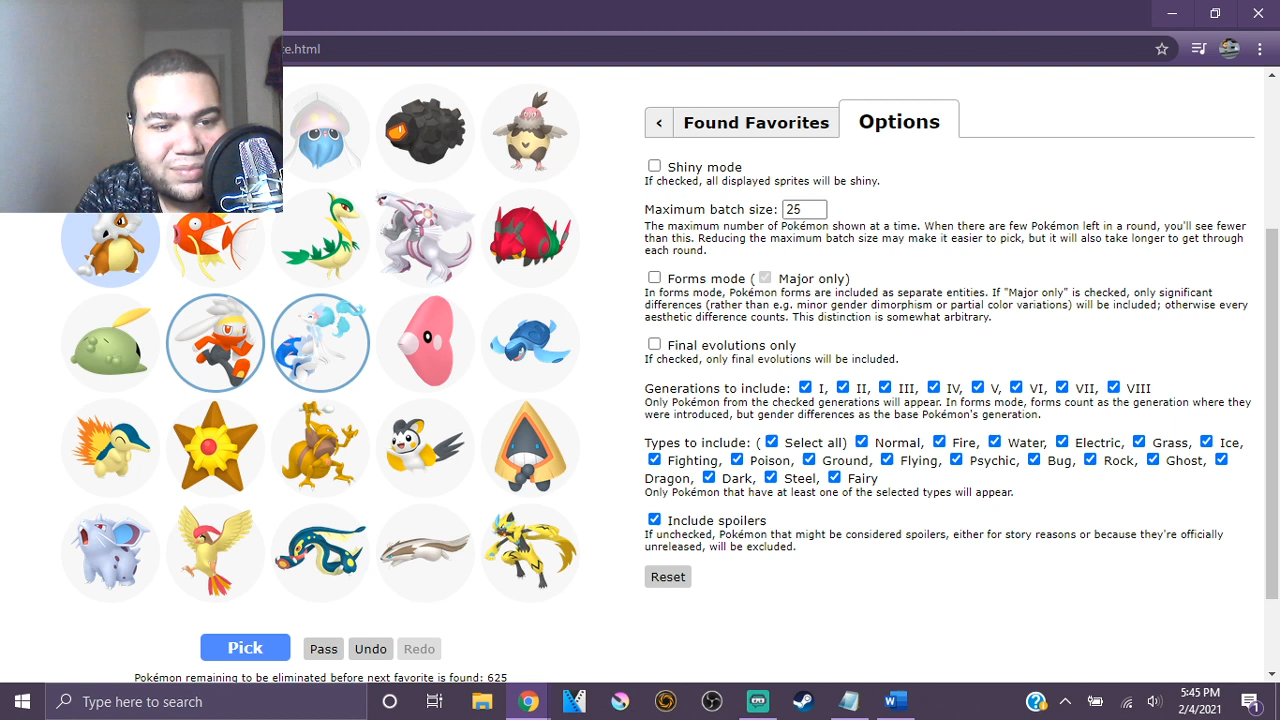 te.html
‹ Found Favorites Options
Shiny mode
If checked, all displayed sprites will be shiny.
Maximum batch size: 25
The maximum number of Pokémon shown at a time. When there are few Pokémon left in a round, you'll see fewer
than this. Reducing the maximum batch size may make it easier to pick, but it will also take longer to get through
each round.
Forms mode ( Major only)
In forms mode, Pokémon forms are included as separate entities. If "Major only" is checked, only significant
differences (rather than e.g. minor gender dimorphism or partial color variations) will be included; otherwise every
aesthetic difference counts. This distinction is somewhat arbitrary.
Final evolutions only
If checked, only final evolutions will be included.
Generations to include: I, II, III, IV, V, VI, VII, VIII
Only Pokémon from the checked generations will appear. In forms mode, forms count as the generation where they
were introduced, but gender differences as the base Pokémon's generation.
Types to include: ( Select all) Normal, Fire, Water, Electric, Grass, Ice,
Fighting, Poison, Ground, Flying, Psychic, Bug, Rock, Ghost,
Dragon, Dark, Steel, Fairy
Only Pokémon that have at least one of the selected types will appear.
Include spoilers
If unchecked, Pokémon that might be considered spoilers, either for story reasons or because they're officially
unreleased, will be excluded.
Reset
Pick Pass Undo Redo
Pokémon remaining to be eliminated before next favorite is found: 625
Type here to search
5:45 PM
2/4/2021
1